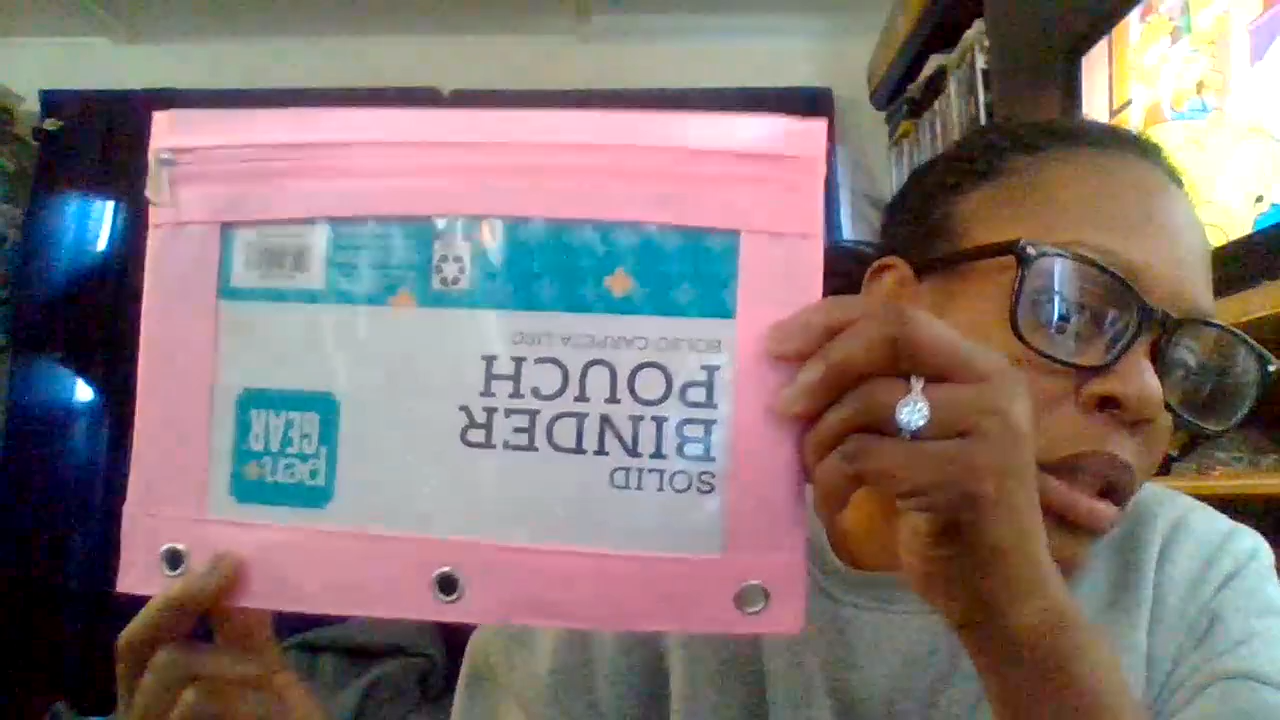 SOLID
BINDER
POUCH
pen+
GEAR